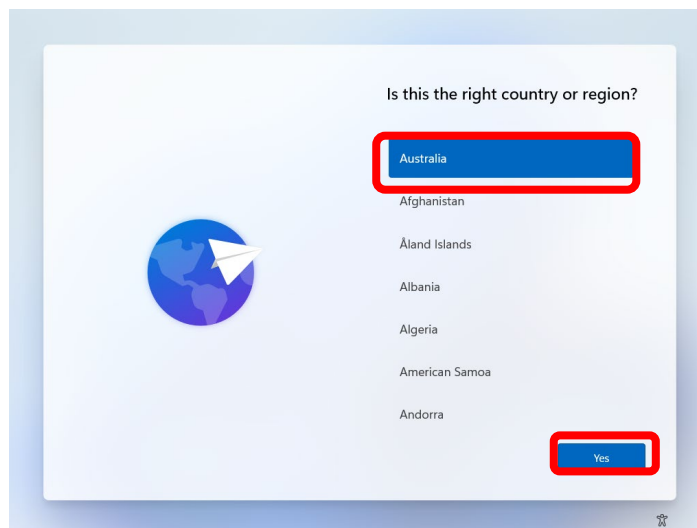 Is this the right country or region?
Australia
Afghanistan
Åland Islands
Albania
Algeria
American Samoa
Andorra
Yes